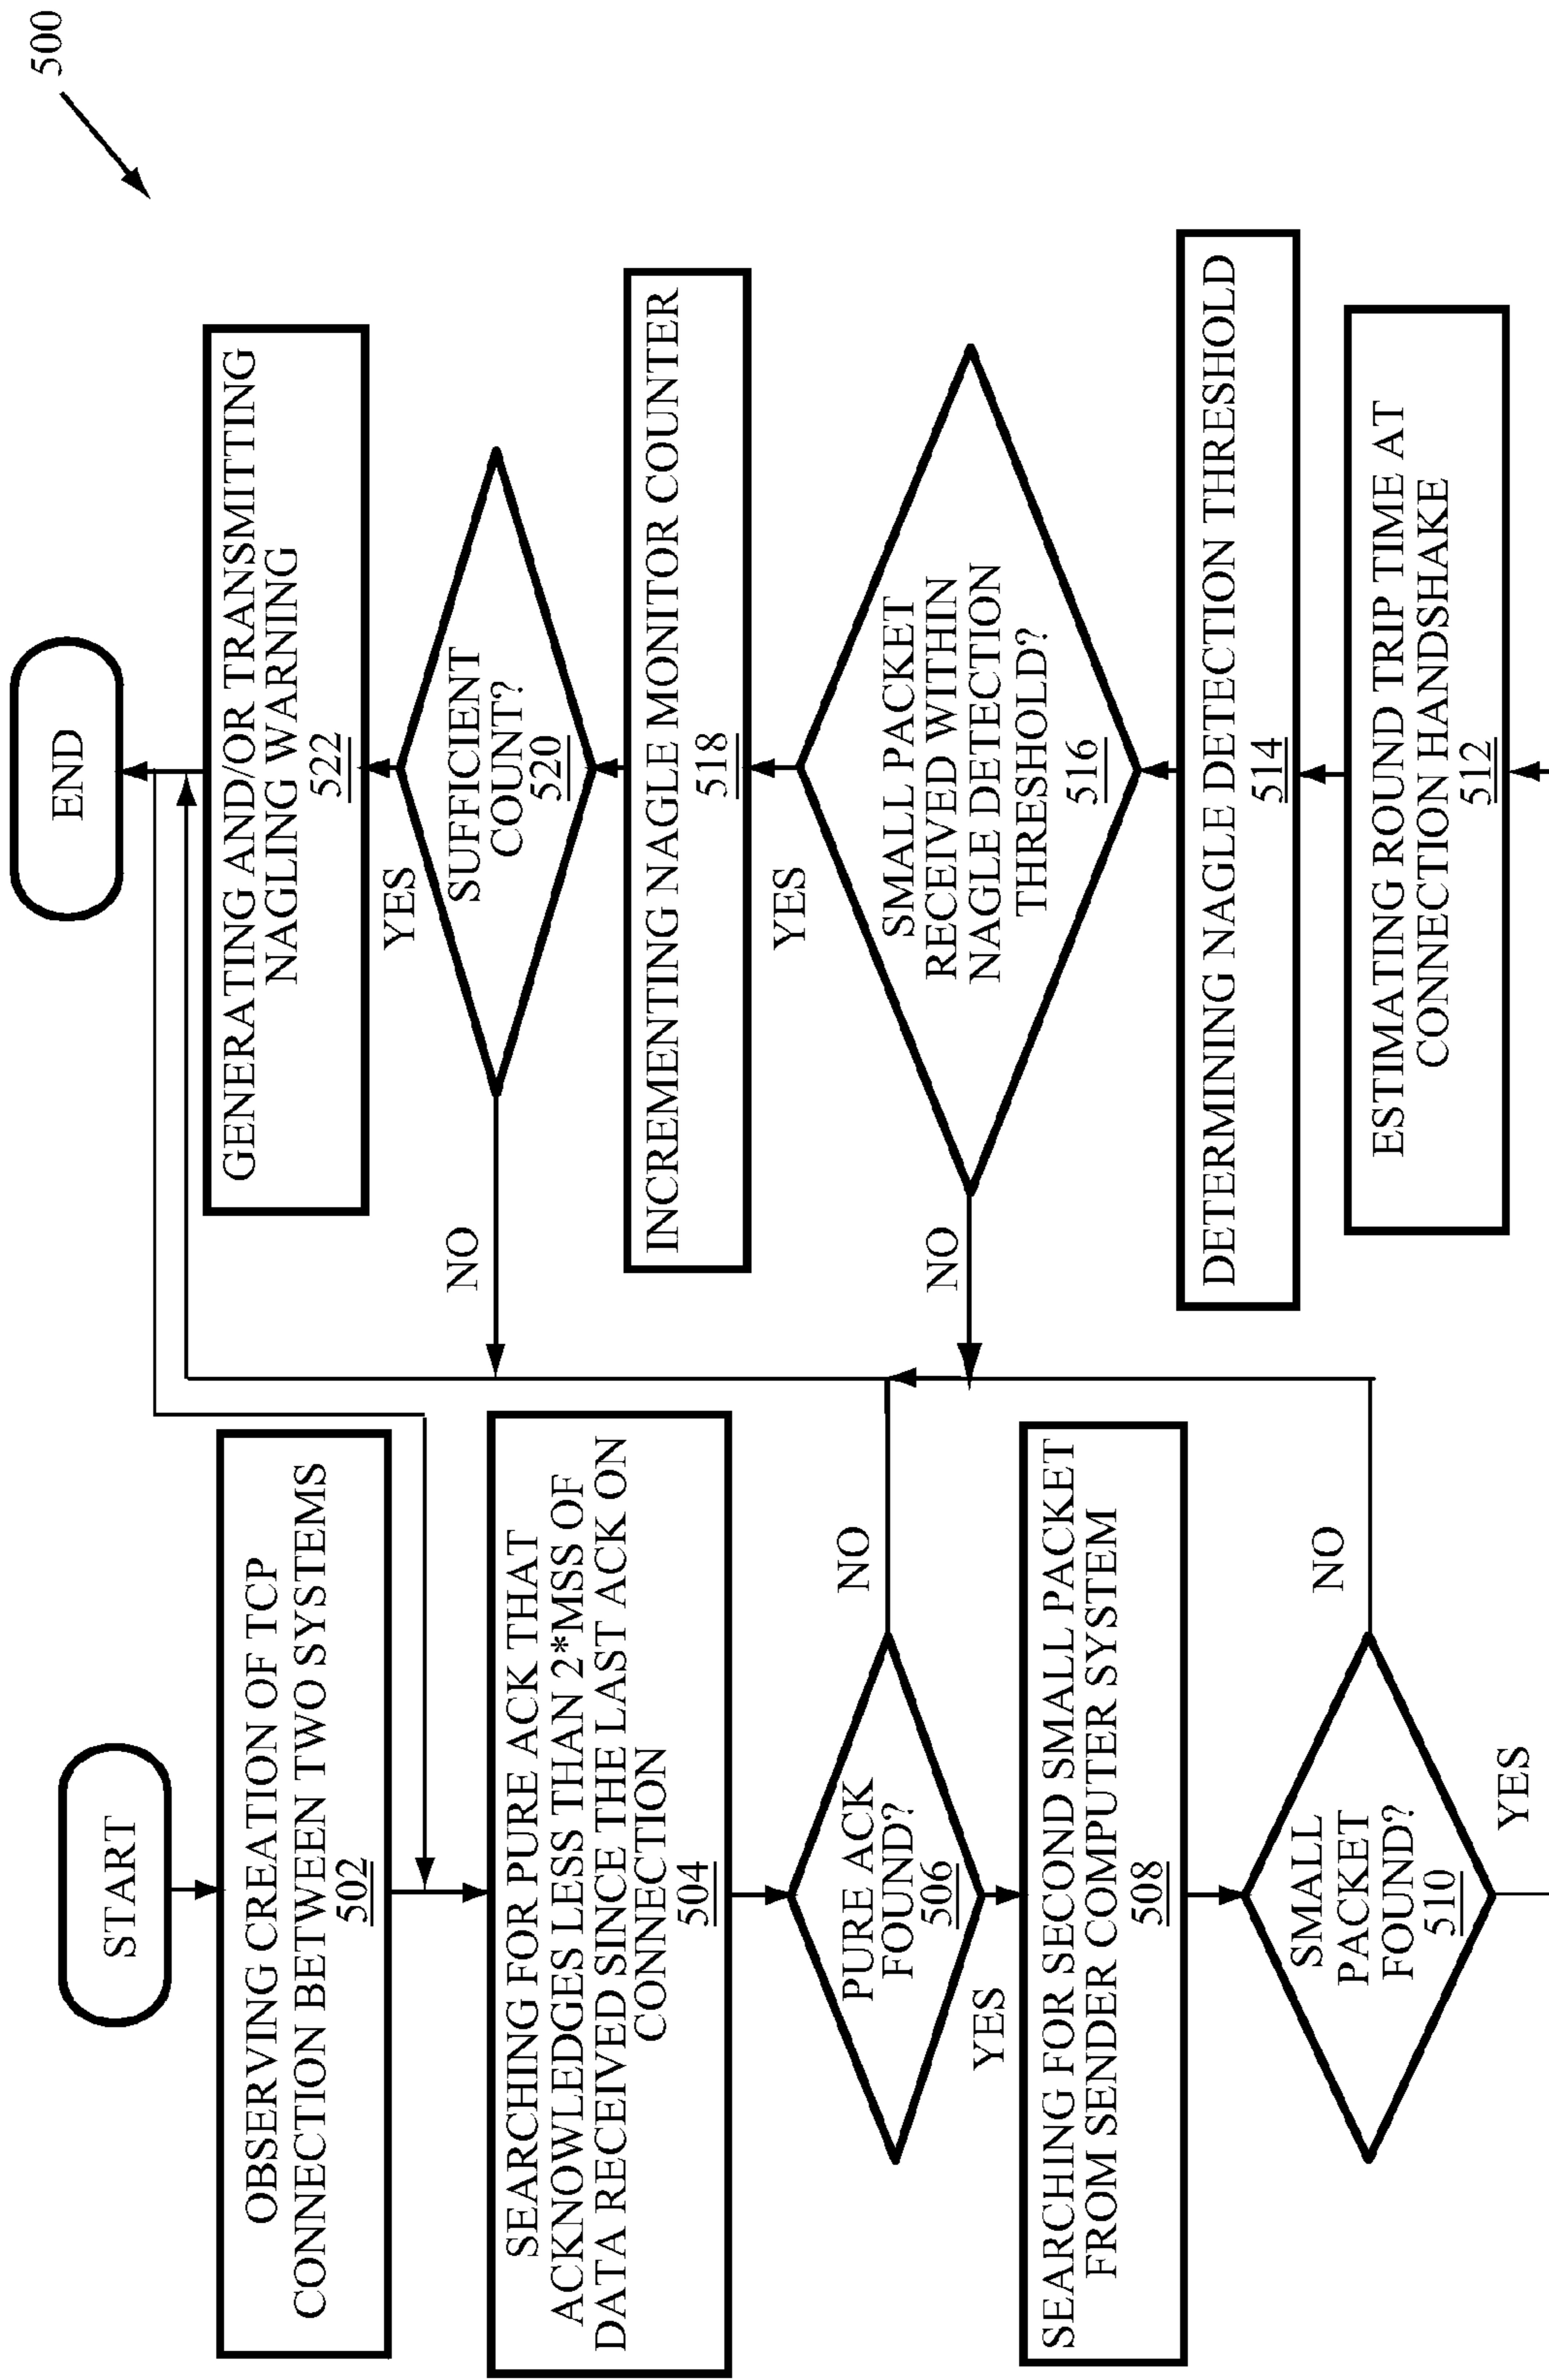 500
START
OBSERVING CREATION OF TCP
CONNECTION BETWEEN TWO SYSTEMS
502
SEARCHING FOR PURE ACK THAT
ACKNOWLEDGES LESS THAN 2*MSS OF
DATA RECEIVED SINCE THE LAST ACK ON
CONNECTION
504
PURE ACK
FOUND?
506
NO
YES
SEARCHING FOR SECOND SMALL PACKET
FROM SENDER COMPUTER SYSTEM
508
SMALL
PACKET
FOUND?
510
NO
YES
END
GENERATING AND/OR TRANSMITTING
NAGLING WARNING
522
YES
SUFFICIENT
COUNT?
520
NO
INCREMENTING NAGLE MONITOR COUNTER
518
YES
SMALL PACKET
RECEIVED WITHIN
NAGLE DETECTION
THRESHOLD?
516
NO
DETERMINING NAGLE DETECTION THRESHOLD
514
ESTIMATING ROUND TRIP TIME AT
CONNECTION HANDSHAKE
512